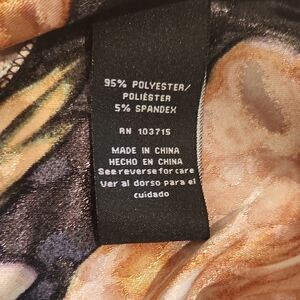 95% POLYESTER/
POLIÉSTER
5% SPANDEX
RN 103715
MADE IN CHINA
HECHO EN CHINA
See reverse for care
Ver al dorso para el
cuidado